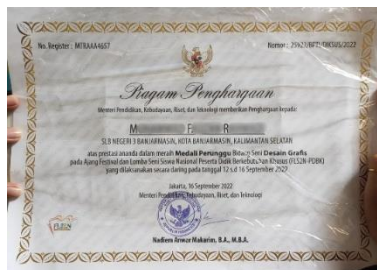 No. Register : MTBAAA4657
Nomor : 25923/BPTI/DIKSUS/2022
Piagam Penghargaan
Menteri Pendidikan, Kebudayaan, Riset, dan Teknologi memberikan Penghargaan kepada:
M F R
SLB NEGERI 3 BANJARMASIN, KOTA BANJARMASIN, KALIMANTAN SELATAN
atas prestasi ananda dalam meraih Medali Perunggu Bidang Seni Desain Grafis
pada Ajang Festival dan Lomba Seni Siswa Nasional Peserta Didik Berkebutuhan Khusus (FLS2N-PDBK)
yang dilaksanakan secara daring pada tanggal 12 s.d 16 September 2022
Jakarta, 16 September 2022
Menteri Pendidikan, Kebudayaan, Riset, dan Teknologi
FLS2N
Nadiem Anwar Makarim, B.A., M.B.A.